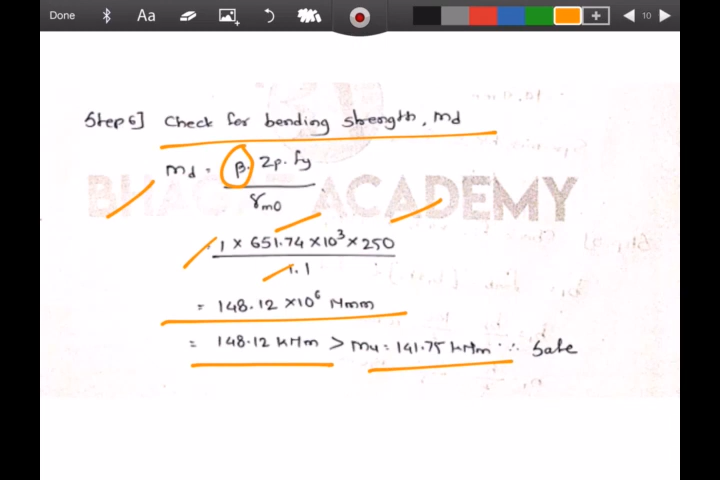 Done Aa 10
Step 6] Check for bending strength, Md
Md = β. Zp. fy
γm0
= 1 × 651.74 × 10³ × 250
1.1
= 148.12 × 10⁶ Nmm
= 148.12 kNm > Mu = 141.75 kNm ∴ Safe
ACADEMY